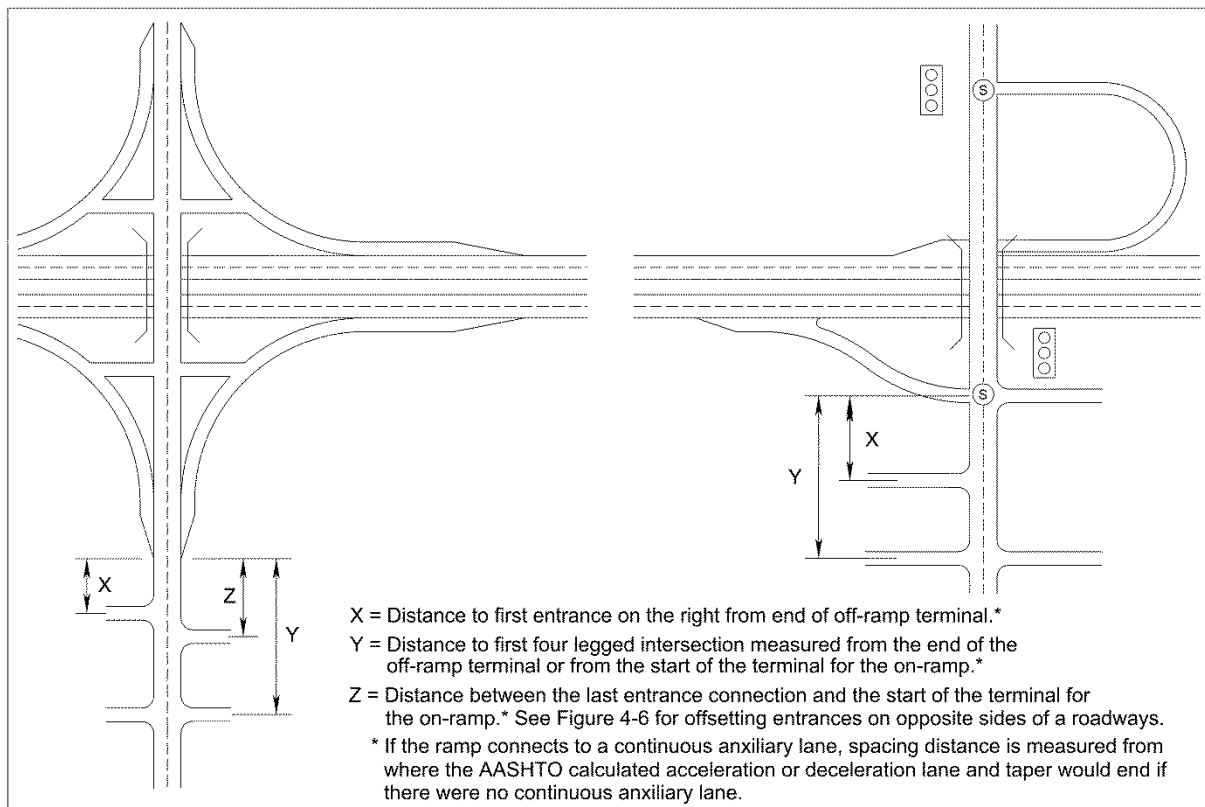 S
S
X
Y
X
Z
Y
X = Distance to first entrance on the right from end of off-ramp terminal.*
Y = Distance to first four legged intersection measured from the end of the
off-ramp terminal or from the start of the terminal for the on-ramp.*
Z = Distance between the last entrance connection and the start of the terminal for
the on-ramp.* See Figure 4-6 for offsetting entrances on opposite sides of a roadways.
* If the ramp connects to a continuous anxiliary lane, spacing distance is measured from
where the AASHTO calculated acceleration or deceleration lane and taper would end if
there were no continuous anxiliary lane.